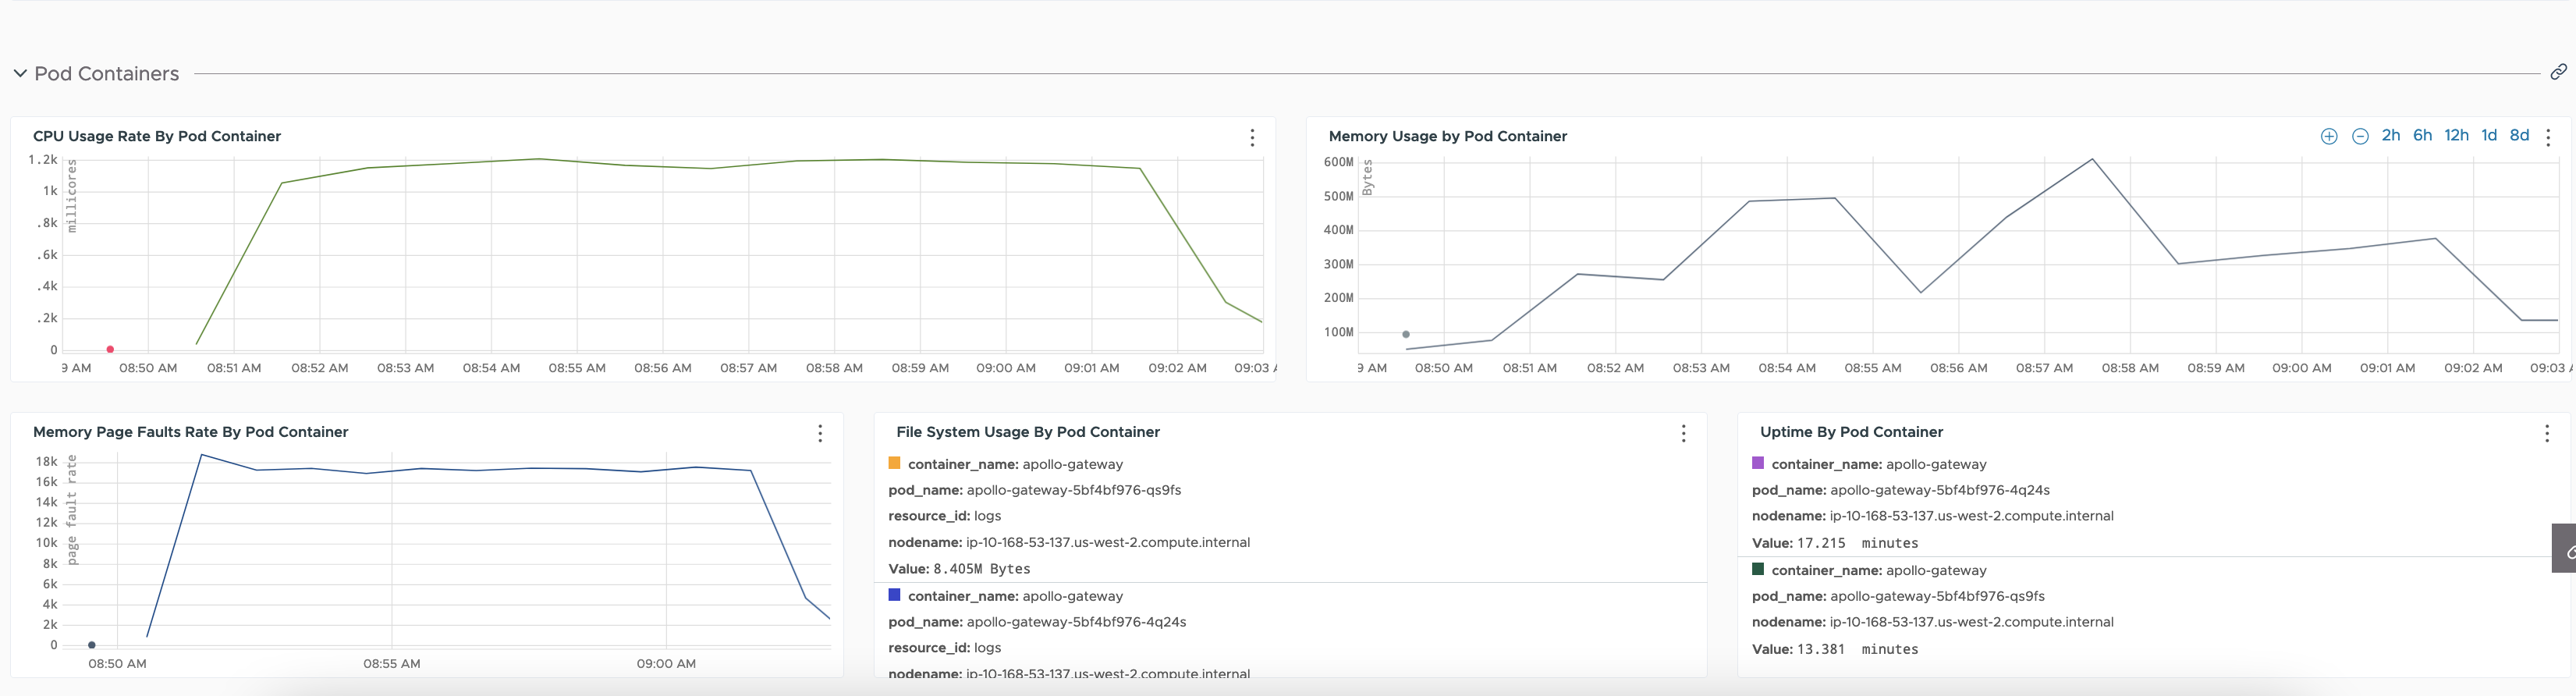 Pod Containers
CPU Usage Rate By Pod Container
1.2k
1k
.8k
.6k
.4k
.2k
0
millicores
9 AM 08:50 AM 08:51 AM 08:52 AM 08:53 AM 08:54 AM 08:55 AM 08:56 AM 08:57 AM 08:58 AM 08:59 AM 09:00 AM 09:01 AM 09:02 AM 09:03
Memory Usage by Pod Container
2h 6h 12h 1d 8d
600M
500M
400M
300M
200M
100M
Bytes
9 AM 08:50 AM 08:51 AM 08:52 AM 08:53 AM 08:54 AM 08:55 AM 08:56 AM 08:57 AM 08:58 AM 08:59 AM 09:00 AM 09:01 AM 09:02 AM 09:03
Memory Page Faults Rate By Pod Container
18k
16k
14k
12k
10k
8k
6k
4k
2k
0
page fault rate
08:50 AM 08:55 AM 09:00 AM
File System Usage By Pod Container
container_name: apollo-gateway
pod_name: apollo-gateway-5bf4bf976-qs9fs
resource_id: logs
nodename: ip-10-168-53-137.us-west-2.compute.internal
Value: 8.405M Bytes
container_name: apollo-gateway
pod_name: apollo-gateway-5bf4bf976-4q24s
resource_id: logs
nodename: ip-10-168-53-137.us-west-2.compute.internal
Uptime By Pod Container
container_name: apollo-gateway
pod_name: apollo-gateway-5bf4bf976-4q24s
nodename: ip-10-168-53-137.us-west-2.compute.internal
Value: 17.215 minutes
container_name: apollo-gateway
pod_name: apollo-gateway-5bf4bf976-qs9fs
nodename: ip-10-168-53-137.us-west-2.compute.internal
Value: 13.381 minutes